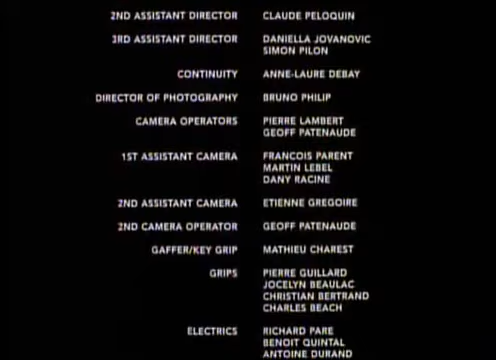 2ND ASSISTANT DIRECTOR CLAUDE PELOQUIN
3RD ASSISTANT DIRECTOR DANIELLA JOVANOVIC
SIMON PILON
CONTINUITY ANNE-LAURE DEBAY
DIRECTOR OF PHOTOGRAPHY BRUNO PHILIP
CAMERA OPERATORS PIERRE LAMBERT
GEOFF PATENAUDE
1ST ASSISTANT CAMERA FRANCOIS PARENT
MARTIN LEBEL
DANY RACINE
2ND ASSISTANT CAMERA ETIENNE GREGOIRE
2ND CAMERA OPERATOR GEOFF PATENAUDE
GAFFER/KEY GRIP MATHIEU CHAREST
GRIPS PIERRE GUILLARD
JOCELYN BEAULAC
CHRISTIAN BERTRAND
CHARLES BEACH
ELECTRICS RICHARD PARE
BENOIT QUINTAL
ANTOINE DURAND